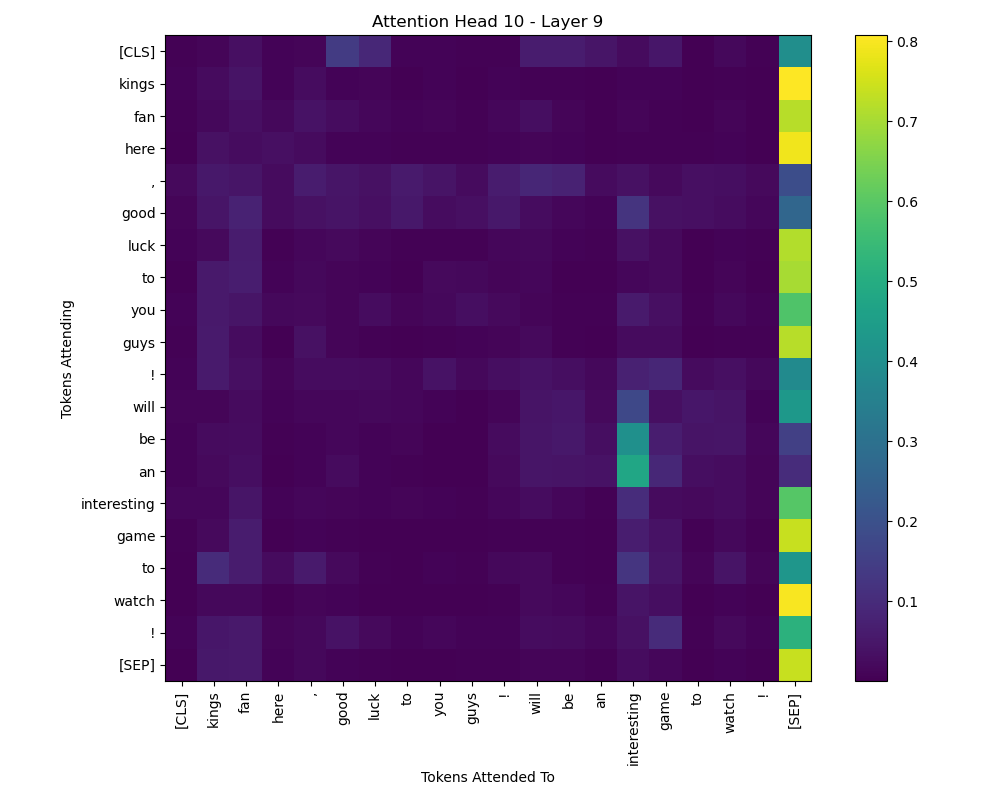 Attention Head 10 - Layer 9
Tokens Attending
[CLS]
kings
fan
here
,
good
luck
to
you
guys
!
will
be
an
interesting
game
to
watch
!
[SEP]
[CLS] kings fan here , good luck to you guys ! will be an interesting game to watch ! [SEP]
Tokens Attended To
0.8
0.7
0.6
0.5
0.4
0.3
0.2
0.1